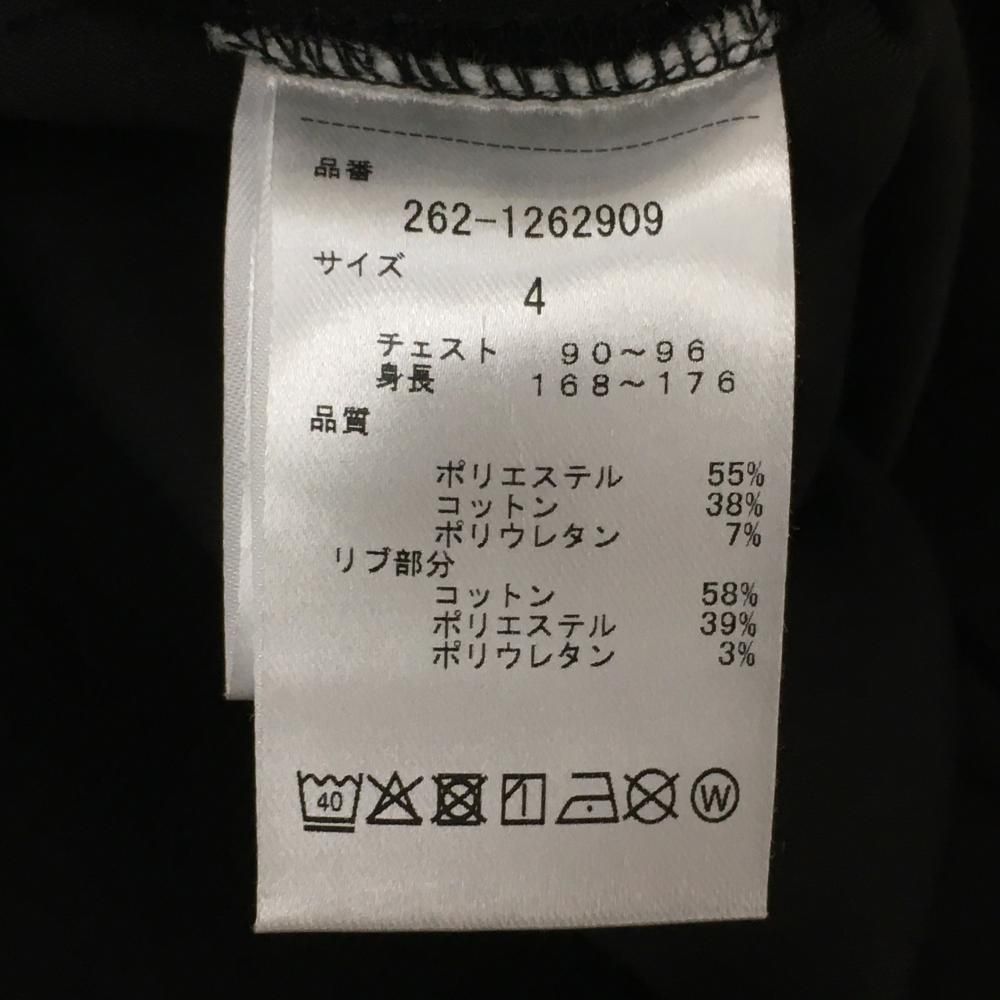 品番
262-1262909
サイズ
4
チェスト 90～96
身長 168～176
品質
ポリエステル 55%
コットン 38%
ポリウレタン 7%
リブ部分
コットン 58%
ポリエステル 39%
ポリウレタン 3%
40 W